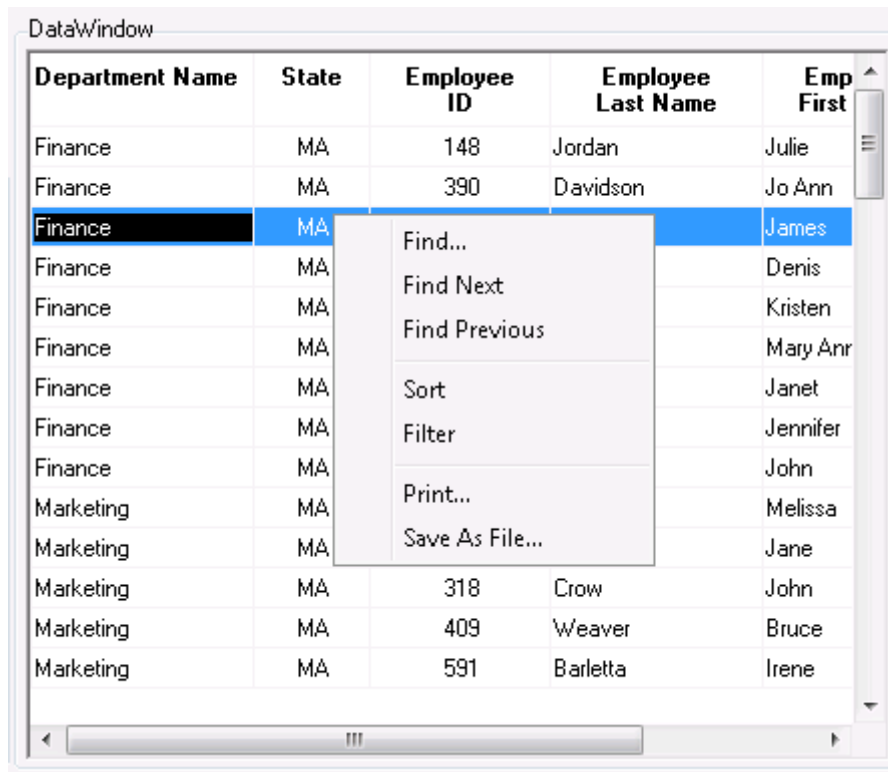 DataWindow
Department Name State Employee ID Employee Last Name Emp First
Finance MA 148 Jordan Julie
Finance MA 390 Davidson Jo Ann
Finance MA James
Finance MA Denis
Finance MA Kristen
Finance MA Mary Anr
Finance MA Janet
Finance MA Jennifer
Finance MA John
Marketing MA Melissa
Marketing MA Jane
Marketing MA 318 Crow John
Marketing MA 409 Weaver Bruce
Marketing MA 591 Barletta Irene
Find...
Find Next
Find Previous
Sort
Filter
Print...
Save As File...